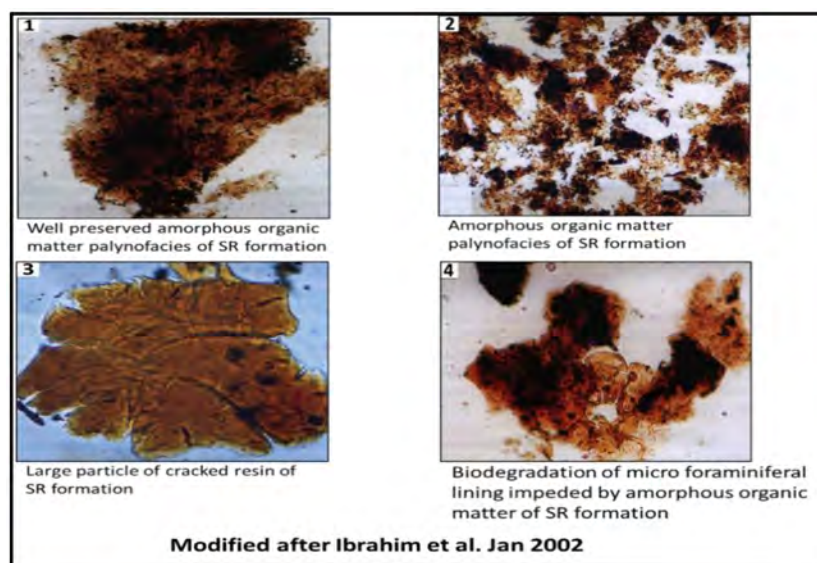 1
Well preserved amorphous organic
matter palynofacies of SR formation
2
Amorphous organic matter
palynofacies of SR formation
3
Large particle of cracked resin of
SR formation
4
Biodegradation of micro foraminiferal
lining impeded by amorphous organic
matter of SR formation
Modified after Ibrahim et al. Jan 2002